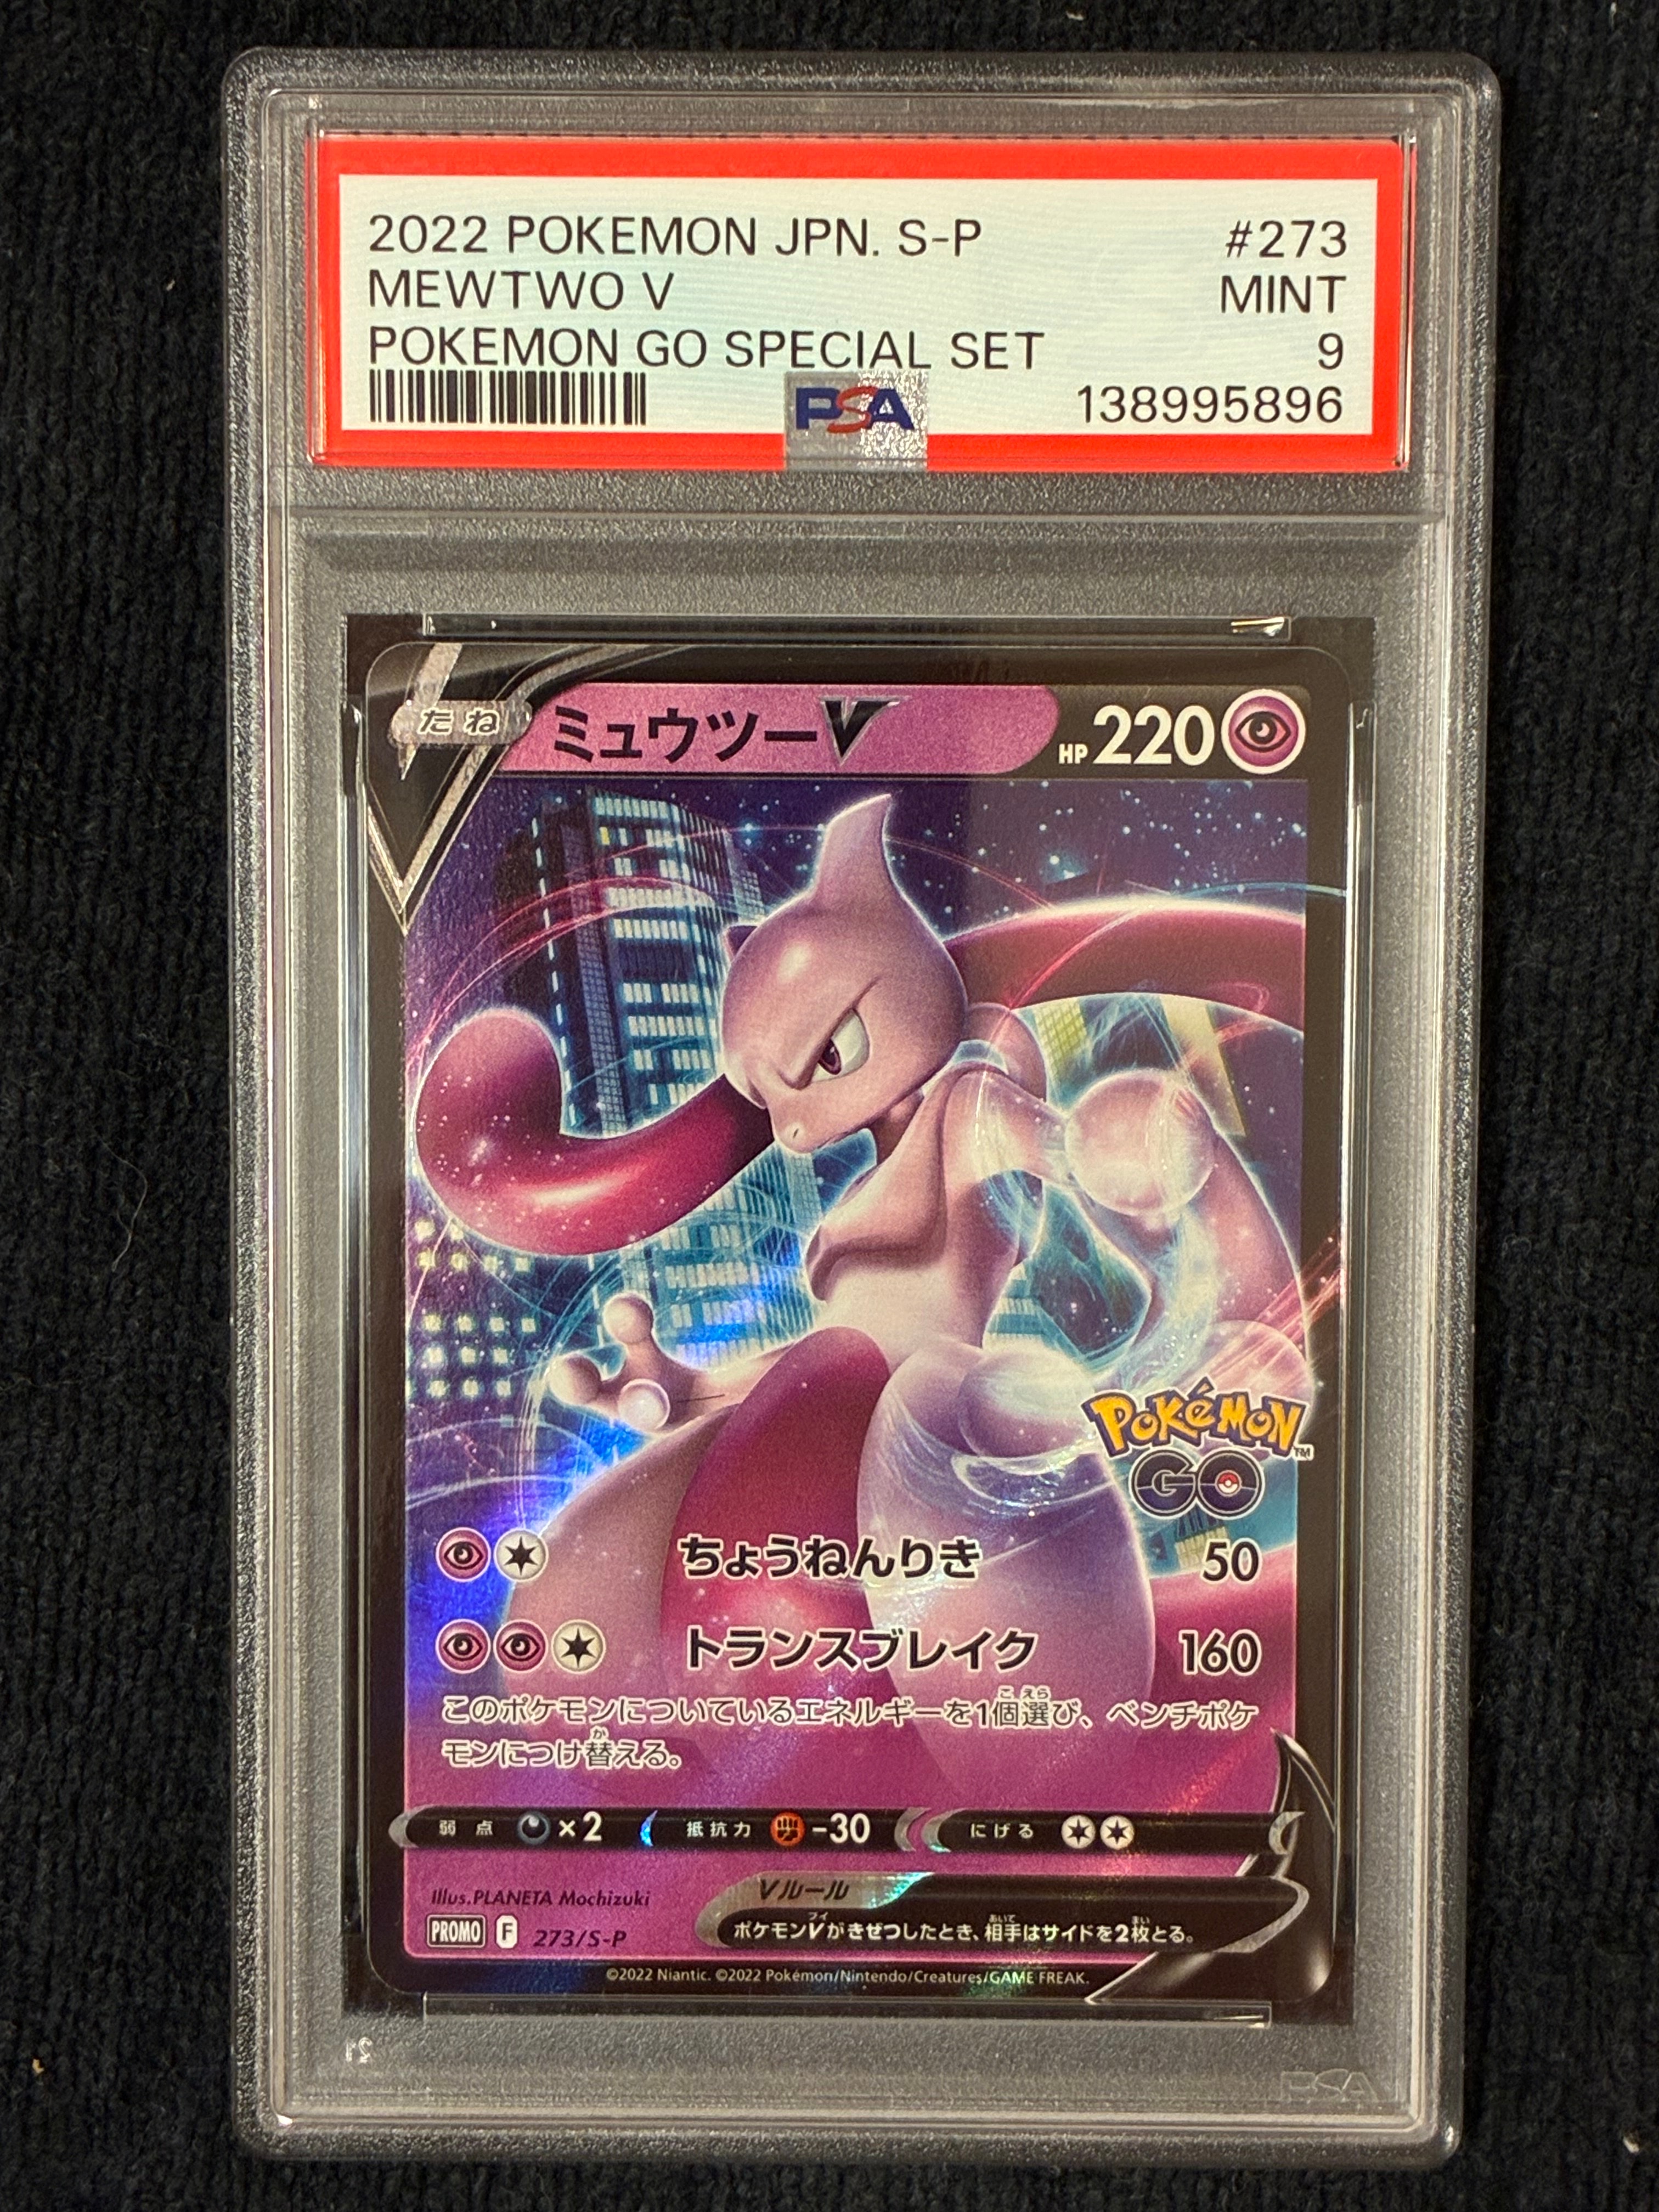 2022 POKEMON JPN. S-P #273
MEWTWO V MINT
POKEMON GO SPECIAL SET 9
PSA 138995896
たね ミュウツーV HP 220
Pokémon
GO
ちょうねんりき 50
トランスブレイク 160
このポケモンについているエネルギーを1個選び、ベンチポケ
モンにつけ替える。
弱点 ×2 抵抗力 -30 にげる
Illus.PLANETA Mochizuki
Vルール
PROMO F 273/S-P
ポケモンVがきぜつしたとき、相手はサイドを2枚とる。
©2022 Niantic. ©2022 Pokémon/Nintendo/Creatures/GAME FREAK.
PSA